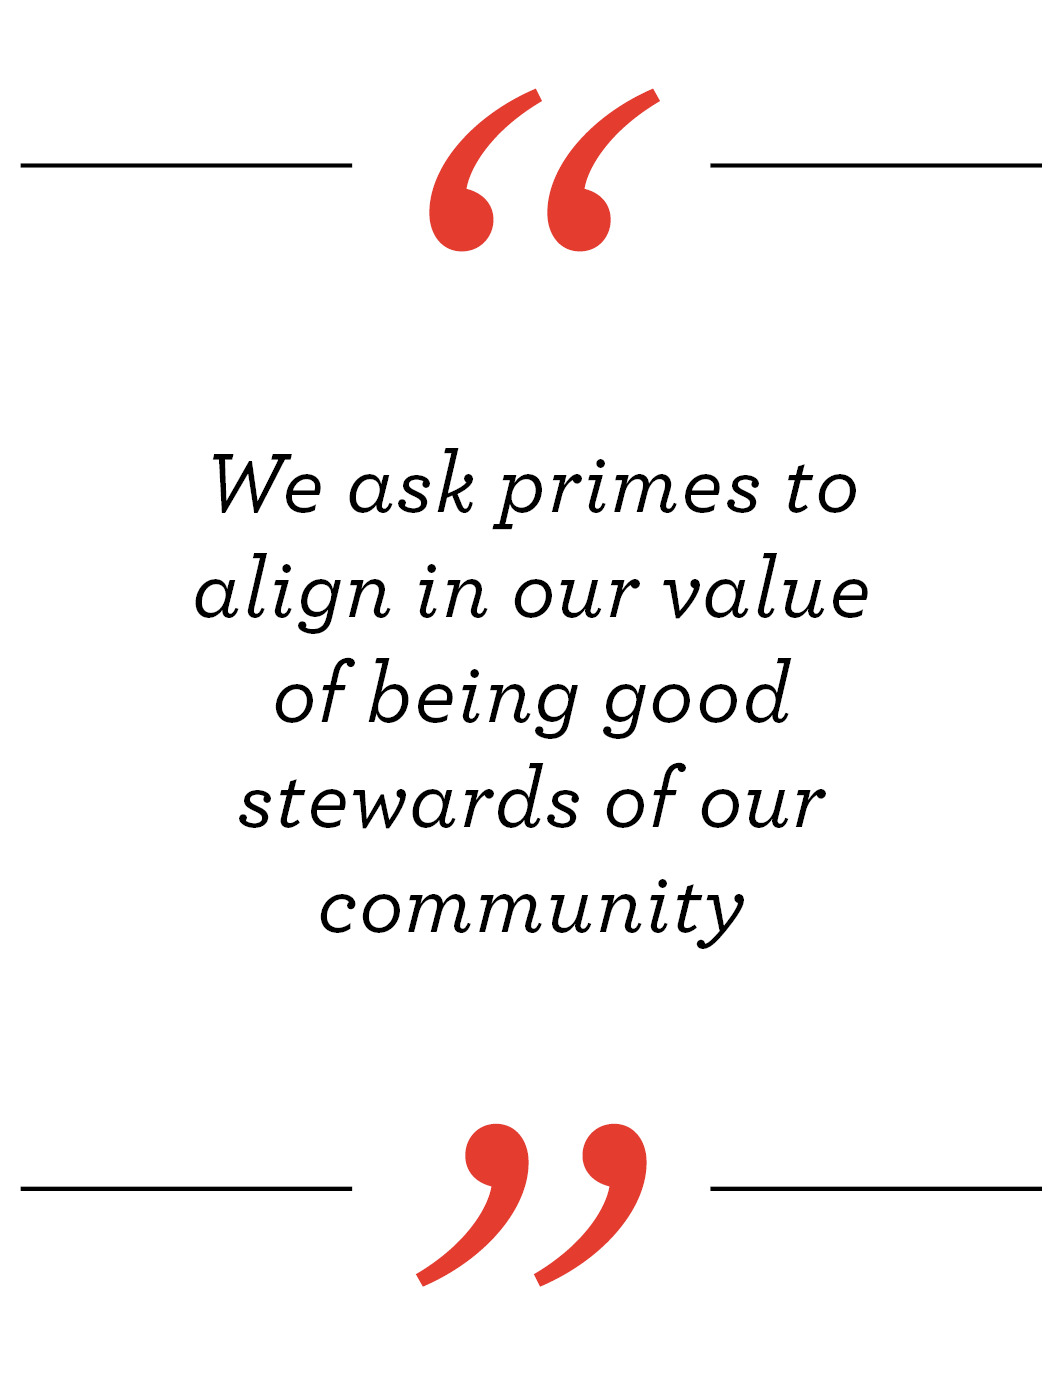 “
We ask primes to
align in our value
of being good
stewards of our
community
”